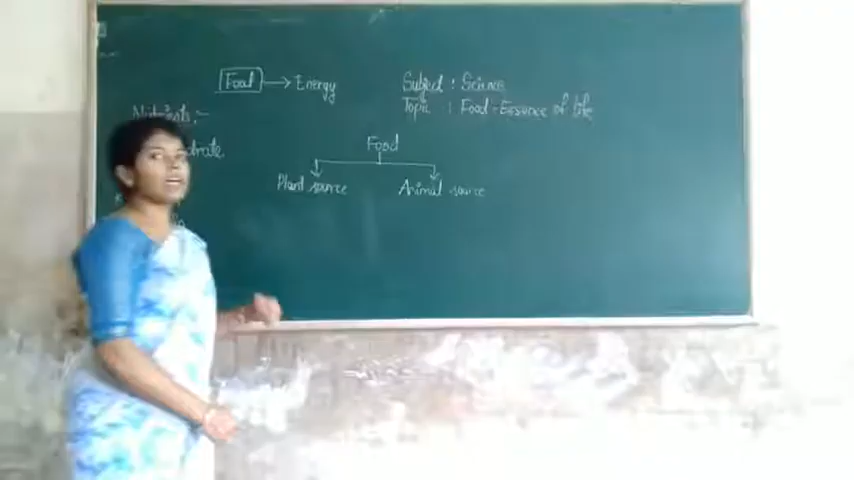 Food → Energy
Subject : Science
Topic : Food - Essence of life
Nutrients :-
drate,
Food
Plant source
Animal source